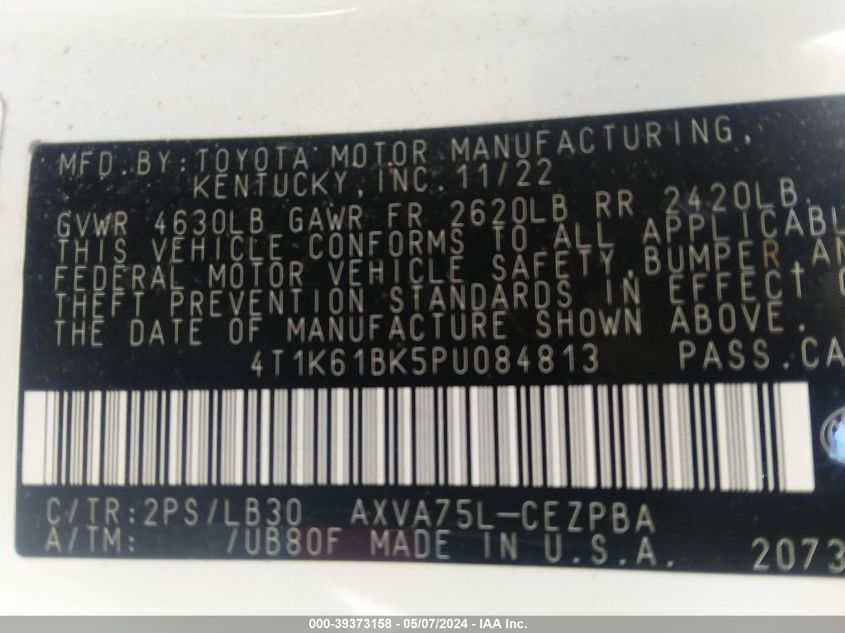 MFD.BY:TOYOTA MOTOR MANUFACTURING,
KENTUCKY,INC.11/22
GVWR 4630LB GAWR FR 2620LB RR 2420LB
THIS VEHICLE CONFORMS TO ALL APPLICABL
FEDERAL MOTOR VEHICLE SAFETY,BUMPER,AN
THEFT PREVENTION STANDARDS IN EFFECT O
THE DATE OF MANUFACTURE SHOWN ABOVE.
4T1K61BK5PU084813 PASS.CA
C/TR:2PS/LB30 AXVA75L-CEZPBA
A/TM: /UB80F MADE IN U.S.A. 2073
000-39373158 - 05/07/2024 - IAA Inc.